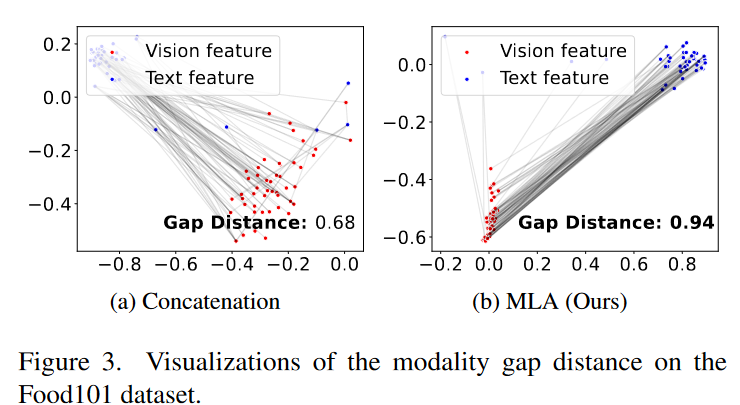 0.2
0.0
−0.2
−0.4
Vision feature
Text feature
Gap Distance: 0.68
−0.8 −0.6 −0.4 −0.2 0.0
(a) Concatenation
0.0
−0.2
−0.4
−0.6
Vision feature
Text feature
Gap Distance: 0.94
−0.2 0.0 0.2 0.4 0.6 0.8
(b) MLA (Ours)
Figure 3. Visualizations of the modality gap distance on the
Food101 dataset.